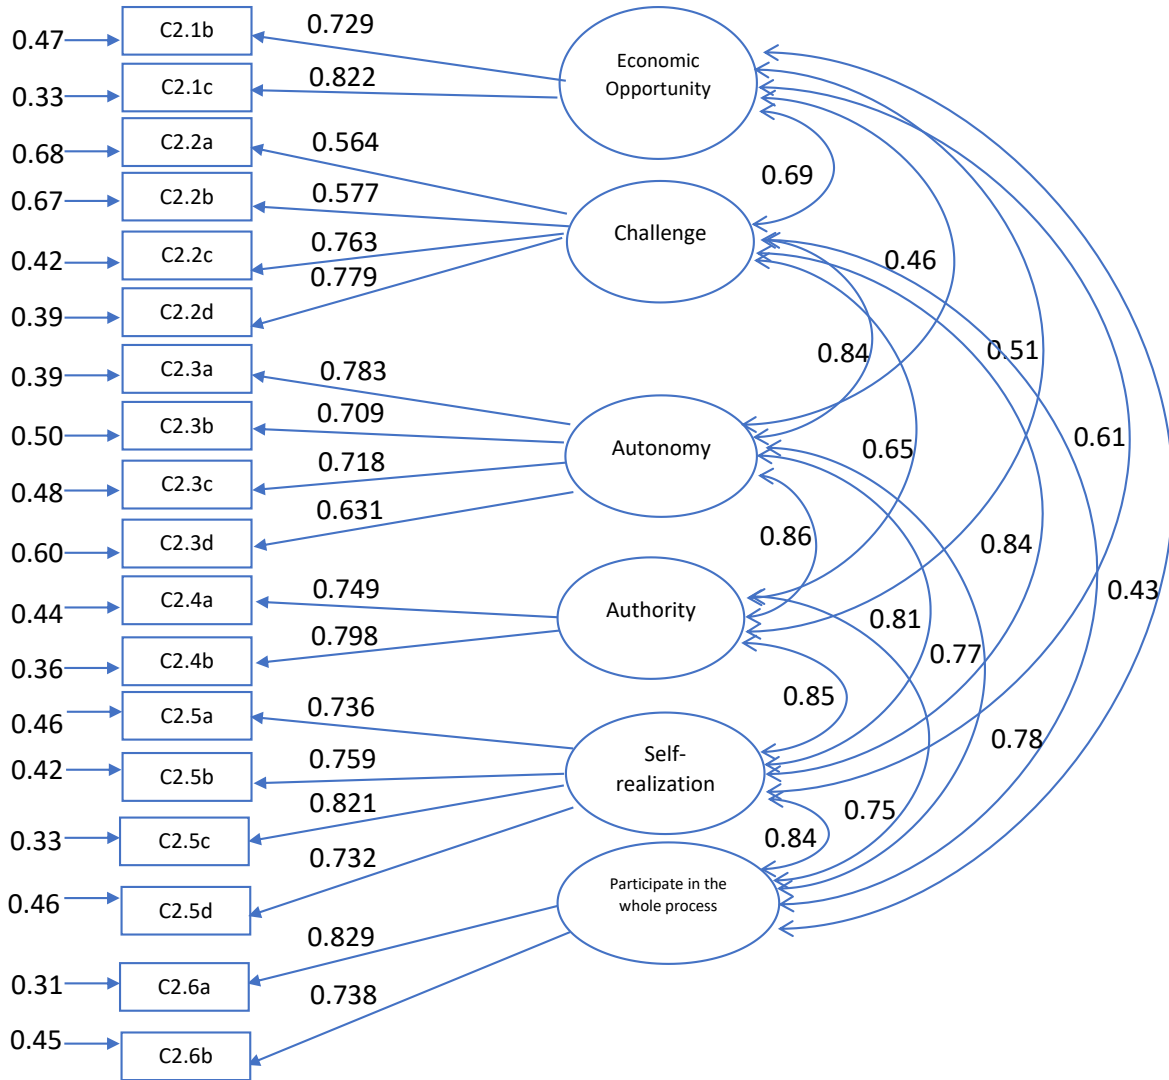 0.47
C2.1b
0.729
Economic
Opportunity
0.33
C2.1c
0.822
0.68
C2.2a
0.564
0.69
0.67
C2.2b
0.577
Challenge
0.42
C2.2c
0.763
0.46
0.39
C2.2d
0.779
0.84
0.51
0.39
C2.3a
0.783
0.50
C2.3b
0.709
Autonomy
0.65
0.61
0.48
C2.3c
0.718
0.60
C2.3d
0.631
0.86
0.84
0.44
C2.4a
0.749
Authority
0.81
0.43
0.36
C2.4b
0.798
0.77
0.46
C2.5a
0.736
0.85
0.78
0.42
C2.5b
0.759
Self-
realization
0.33
C2.5c
0.821
0.84
0.75
0.46
C2.5d
0.732
Participate in the
whole process
0.31
C2.6a
0.829
0.45
C2.6b
0.738